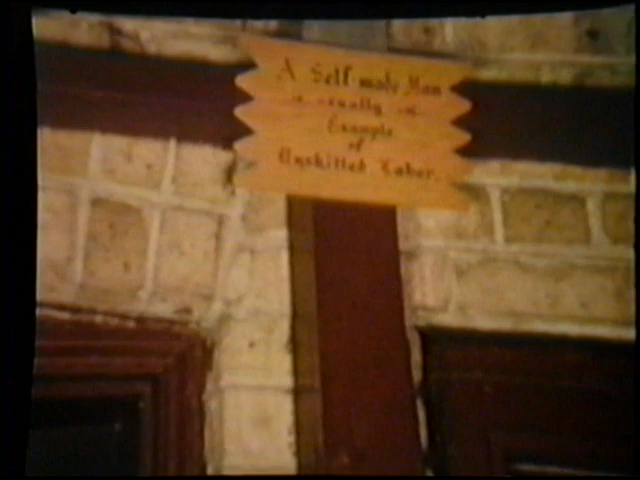 A Self made Man
usually
Example
of
Unskilled Labor.